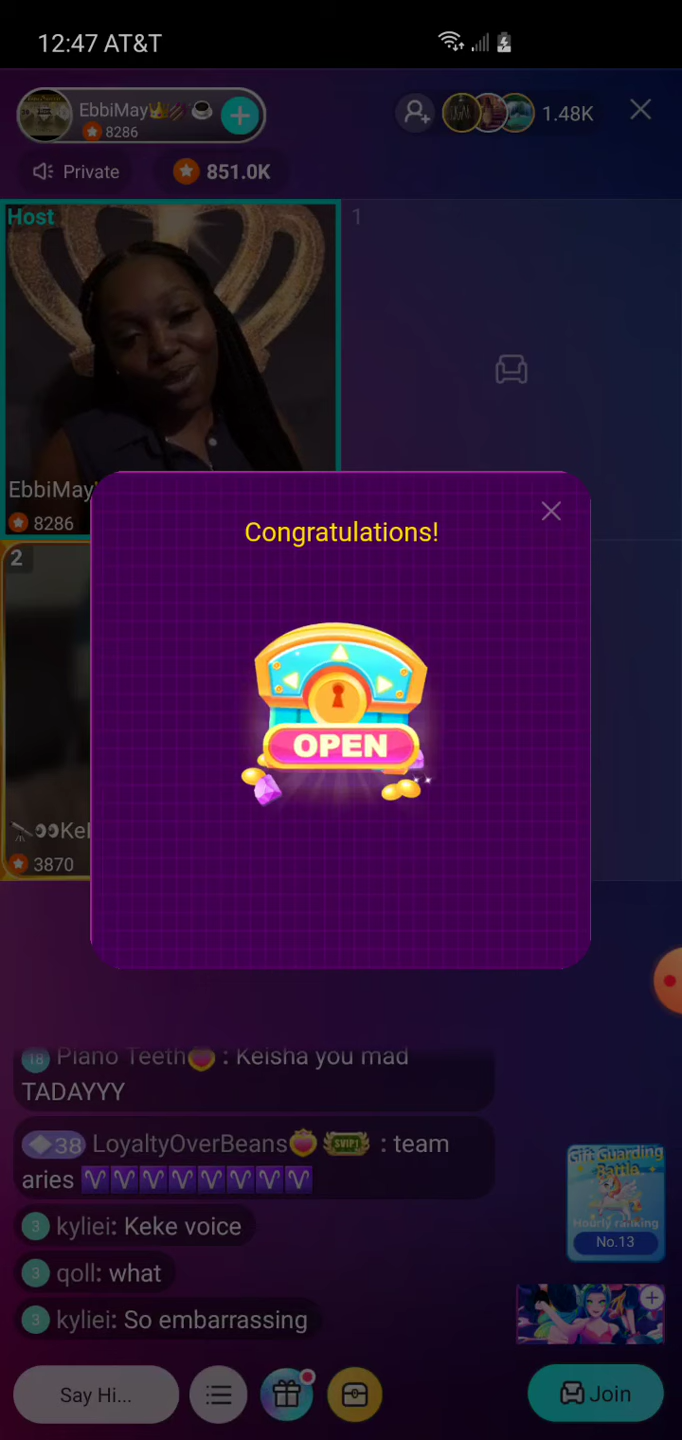 12:47 AT&T
EbbiMay👑💅🏾☕
8286
1.48K
Private
851.0K
Host
1
EbbiMay
8286
Congratulations!
OPEN
2
🔭👀Kel
3870
18 Piano Teeth : Keisha you mad
TADAYYY
38 LoyaltyOverBeans SVIP1 : team
aries ♈♈♈♈♈♈♈♈
3 kyliei: Keke voice
3 qoll: what
3 kyliei: So embarrassing
Gift Guarding
Battle
Hourly ranking
No.13
Say Hi...
Join